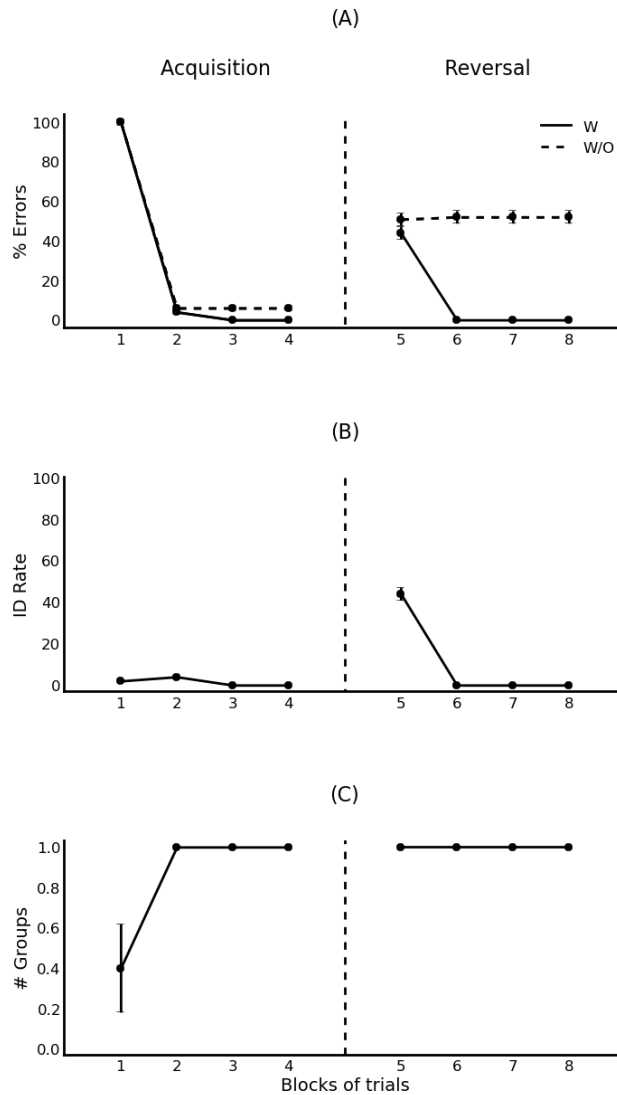 (A)
Acquisition Reversal
100
80
60
40
20
0
% Errors
W
W/O
1 2 3 4 5 6 7 8
(B)
100
80
60
40
20
0
ID Rate
1 2 3 4 5 6 7 8
(C)
1.0
0.8
0.6
0.4
0.2
0.0
# Groups
1 2 3 4 5 6 7 8
Blocks of trials